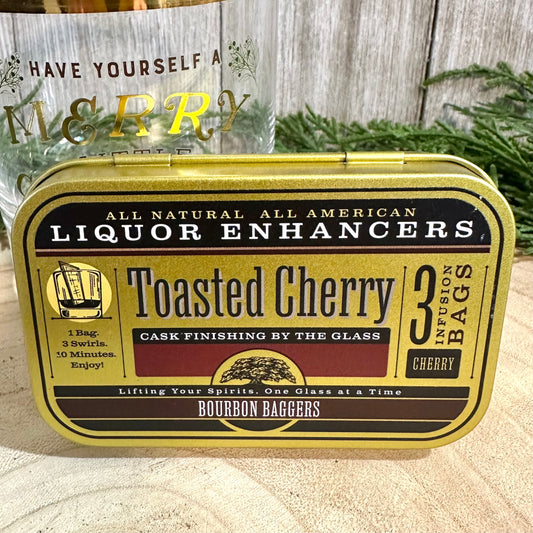 HAVE YOURSELF A
MERRY
LITTLE
ALL NATURAL ALL AMERICAN
LIQUOR ENHANCERS
Toasted Cherry
CASK FINISHING BY THE GLASS
1 Bag.
3 Swirls.
10 Minutes.
Enjoy!
3
INFUSION
BAGS
CHERRY
Lifting Your Spirits, One Glass at a Time
BOURBON BAGGERS